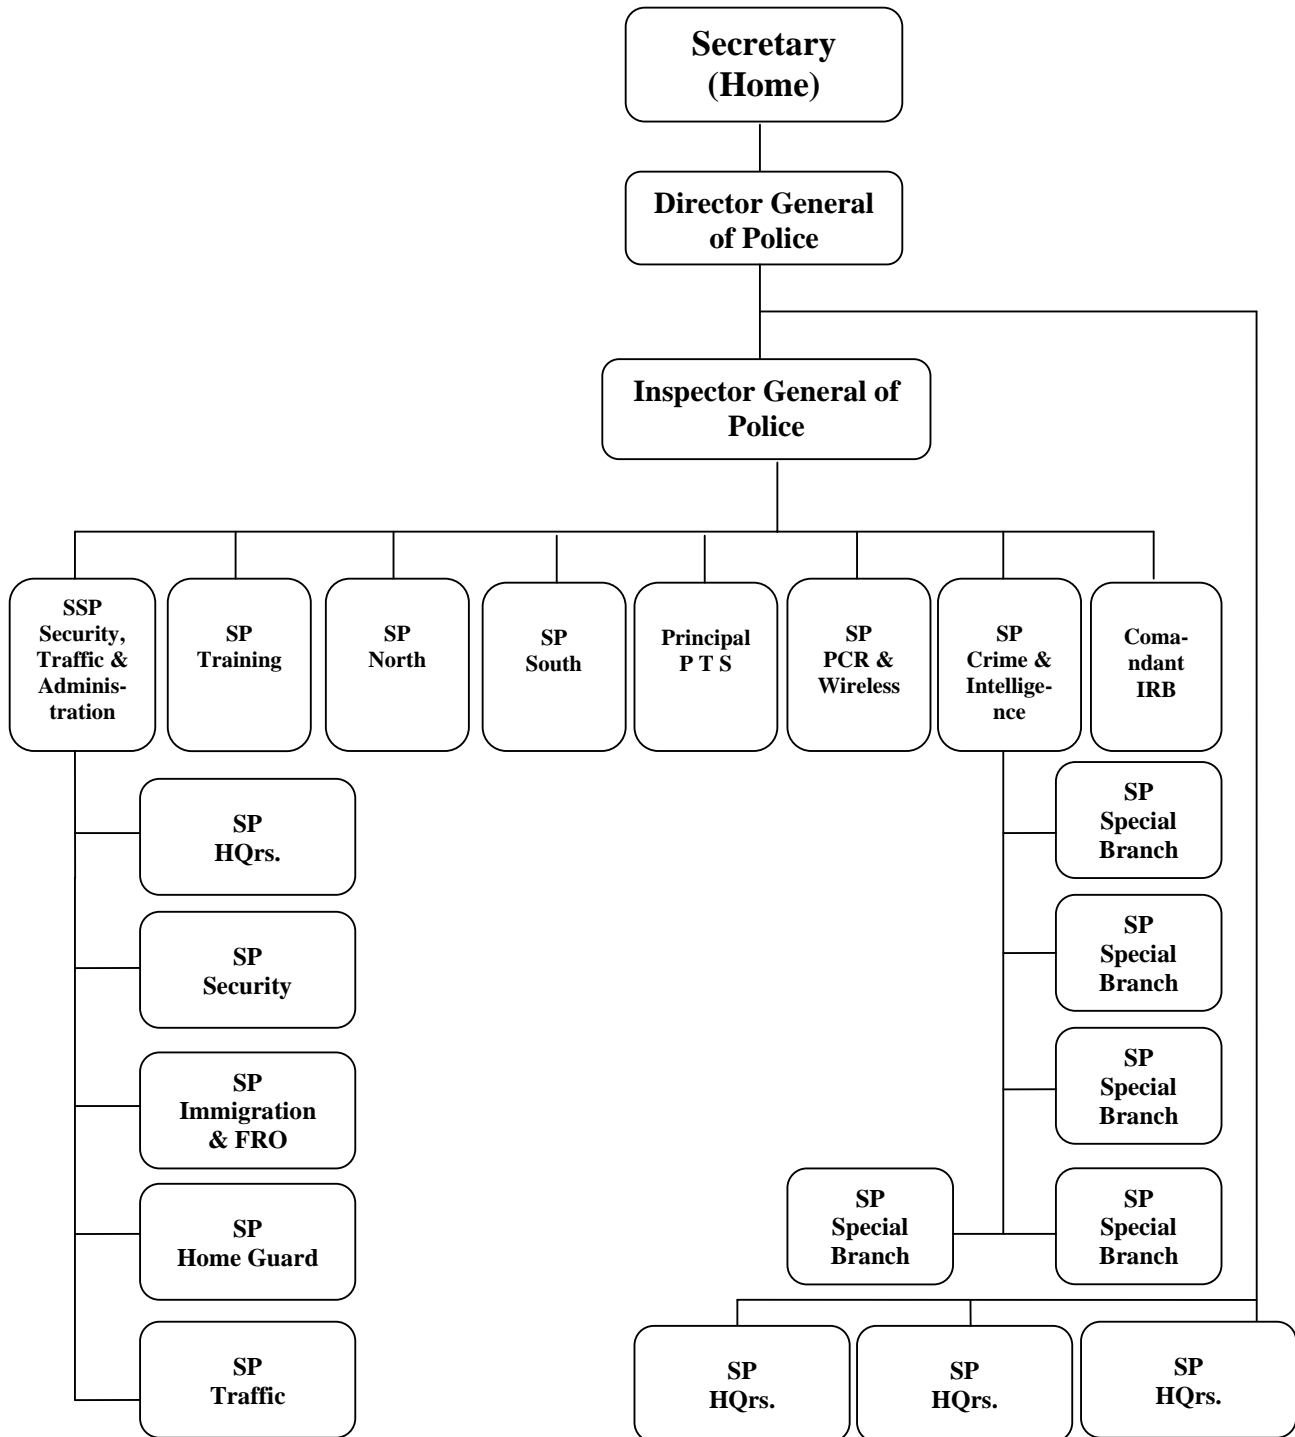 Secretary
(Home)
Director General
of Police
Inspector General of
Police
SSP
Security,
Traffic &
Adminis-
tration
SP
Training
SP
North
SP
South
Principal
P T S
SP
PCR &
Wireless
SP
Crime &
Intellige-
nce
Coma-
ndant
IRB
SP
HQrs.
SP
Security
SP
Immigration
& FRO
SP
Home Guard
SP
Traffic
SP
Special
Branch
SP
Special
Branch
SP
Special
Branch
SP
Special
Branch
SP
Special
Branch
SP
HQrs.
SP
HQrs.
SP
HQrs.